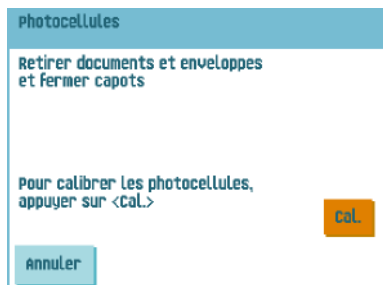 Photocellules
Retirer documents et enveloppes
et fermer capots
Pour calibrer les photocellules,
appuyer sur <Cal.>
Cal.
Annuler